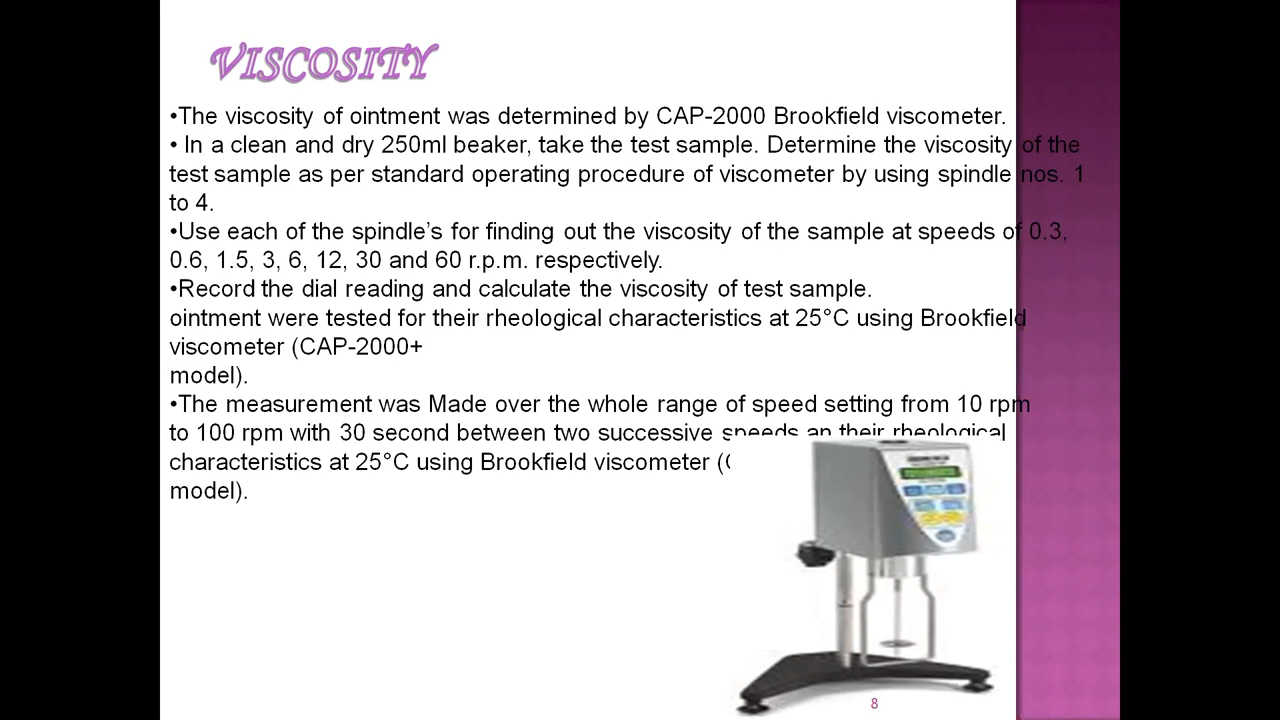 VISCOSITY
•The viscosity of ointment was determined by CAP-2000 Brookfield viscometer.
• In a clean and dry 250ml beaker, take the test sample. Determine the viscosity of the
test sample as per standard operating procedure of viscometer by using spindle nos. 1
to 4.
•Use each of the spindle’s for finding out the viscosity of the sample at speeds of 0.3,
0.6, 1.5, 3, 6, 12, 30 and 60 r.p.m. respectively.
•Record the dial reading and calculate the viscosity of test sample.
ointment were tested for their rheological characteristics at 25°C using Brookfield
viscometer (CAP-2000+
model).
•The measurement was Made over the whole range of speed setting from 10 rpm
to 100 rpm with 30 second between two successive speeds an their rheological
characteristics at 25°C using Brookfield viscometer (
model).
8